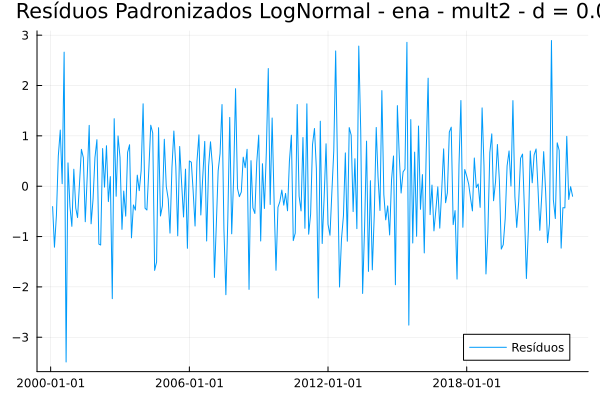 Resíduos Padronizados LogNormal - ena - mult2 - d = 0.0
3
2
1
0
−1
−2
−3
Resíduos
2000-01-01 2006-01-01 2012-01-01 2018-01-01